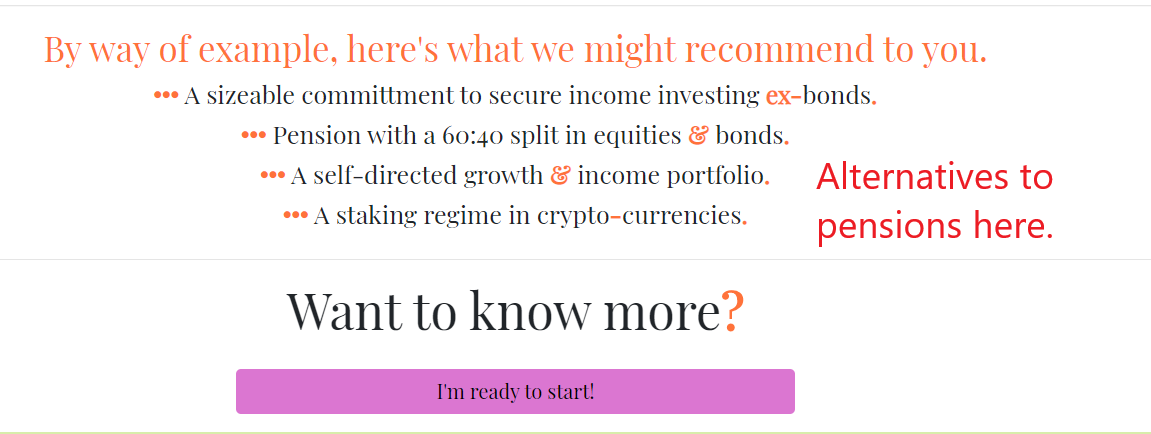 By way of example, here's what we might recommend to you.
••• A sizeable committment to secure income investing ex-bonds.
••• Pension with a 60:40 split in equities & bonds.
••• A self-directed growth & income portfolio.
••• A staking regime in crypto-currencies.
Alternatives to
pensions here.
Want to know more?
I'm ready to start!